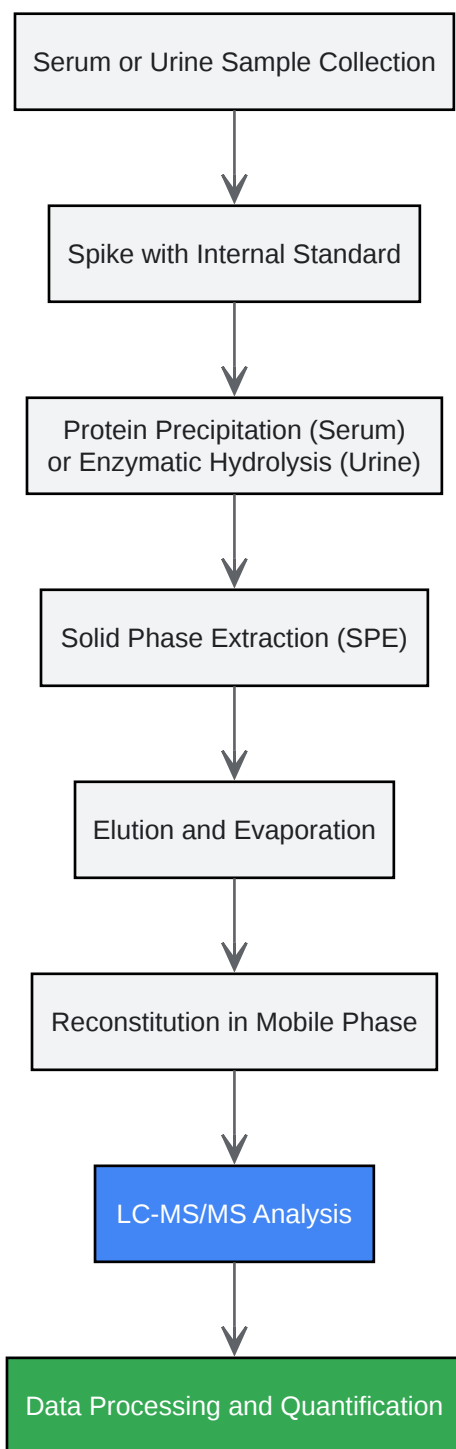 Serum or Urine Sample Collection
Spike with Internal Standard
Protein Precipitation (Serum)
or Enzymatic Hydrolysis (Urine)
Solid Phase Extraction (SPE)
Elution and Evaporation
Reconstitution in Mobile Phase
LC-MS/MS Analysis
Data Processing and Quantification